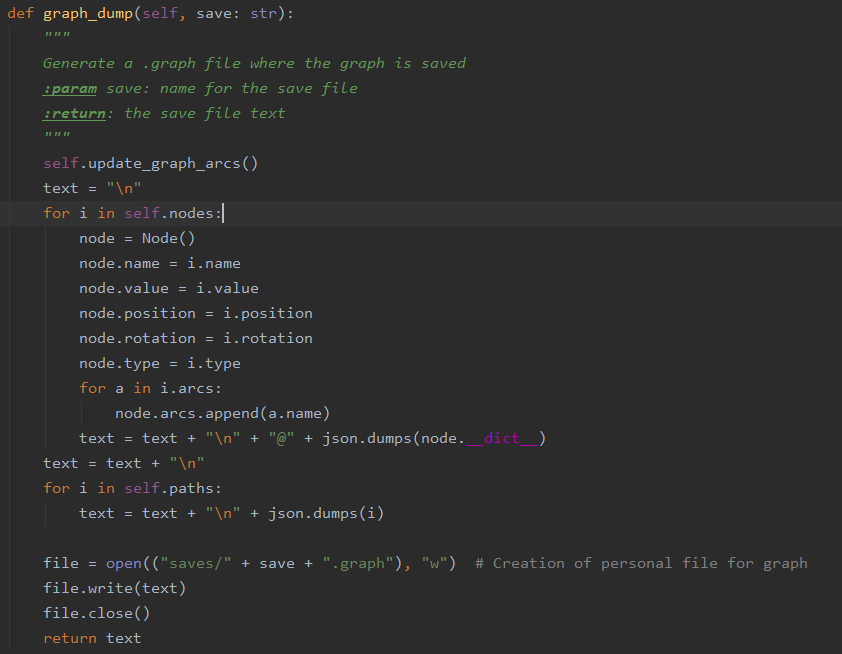 def graph_dump(self, save: str):
    """
    Generate a .graph file where the graph is saved
    :param save: name for the save file
    :return: the save file text
    """
    self.update_graph_arcs()
    text = "\n"
    for i in self.nodes:
        node = Node()
        node.name = i.name
        node.value = i.value
        node.position = i.position
        node.rotation = i.rotation
        node.type = i.type
        for a in i.arcs:
            node.arcs.append(a.name)
        text = text + "\n" + "@" + json.dumps(node.__dict__)
    text = text + "\n"
    for i in self.paths:
        text = text + "\n" + json.dumps(i)

    file = open(("saves/" + save + ".graph"), "w")  # Creation of personal file for graph
    file.write(text)
    file.close()
    return text